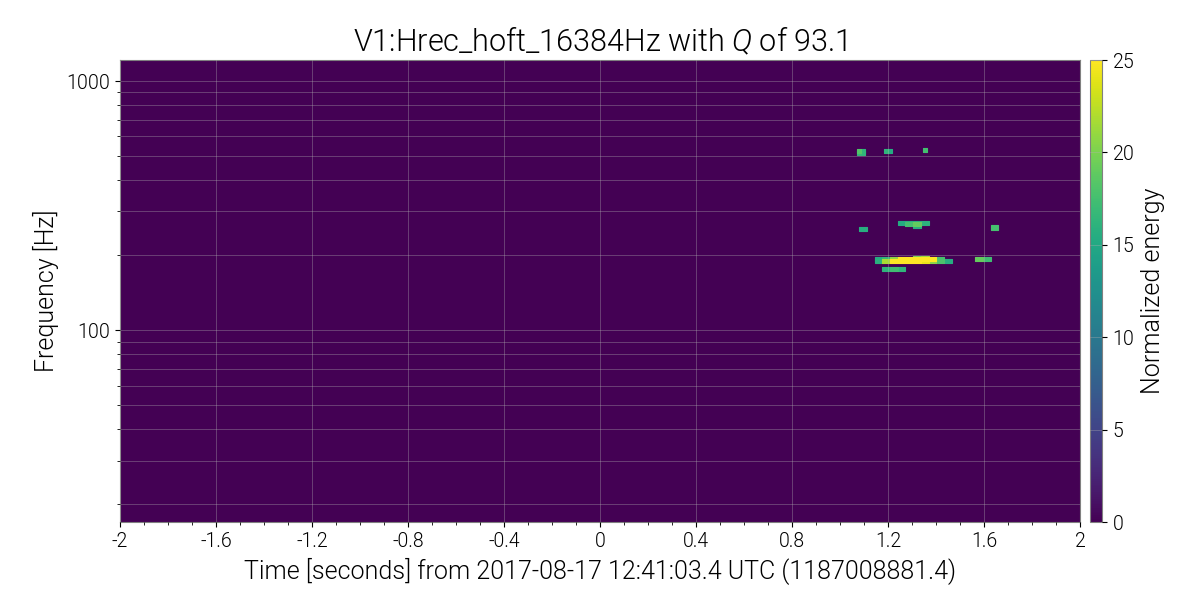 V1:Hrec_hoft_16384Hz with Q of 93.1
1000
100
Frequency [Hz]
-2 -1.6 -1.2 -0.8 -0.4 0 0.4 0.8 1.2 1.6 2
Time [seconds] from 2017-08-17 12:41:03.4 UTC (1187008881.4)
25
20
15
10
5
0
Normalized energy